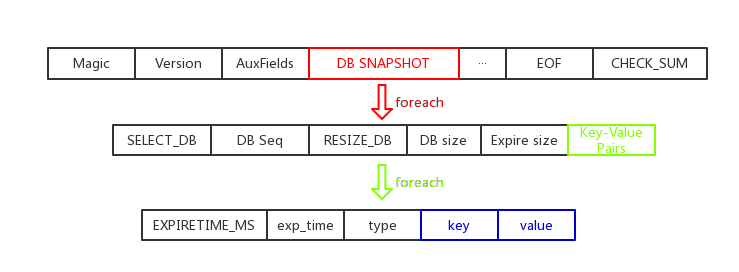 Magic Version AuxFields DB SNAPSHOT ... EOF CHECK_SUM
foreach
SELECT_DB DB Seq RESIZE_DB DB size Expire size Key-Value Pairs
foreach
EXPIRETIME_MS exp_time type key value